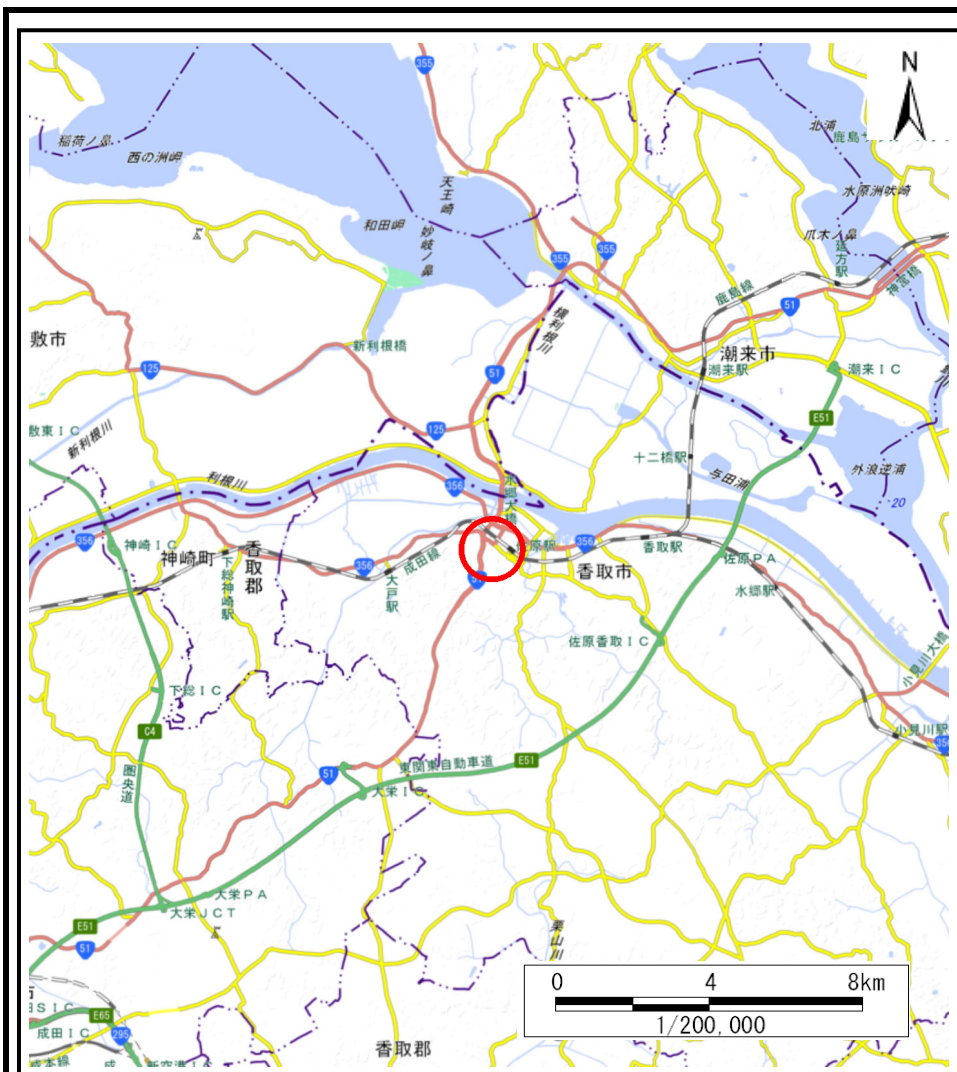 355
N
北浦
稲荷ノ鼻
西の洲岬
天王崎
水原洲吠崎
和田岬
妙岐ノ鼻
爪木ノ鼻
延方駅
355
355
神宮橋
鹿島線
51
横利根川
敷市
新利根橋
潮来市
125
51
潮来駅
潮来IC
E51
敷東IC
新利根川
125
十二橋駅
与田浦
外浪逆浦
利根川
356
水郷大橋
20
356
神崎IC
神崎町
香取郡
下総神崎駅
356
大戸駅
成田線
51
356
香取市
香取駅
佐原PA
水郷駅
佐原香取IC
小見川大橋
下総IC
小見川駅
356
C4
圏央道
51
東関東自動車道
E51
大栄IC
大栄PA
大栄JCT
E51
51
栗山川
0 4 8km
1/200,000
E65
成田IC
295
香取郡